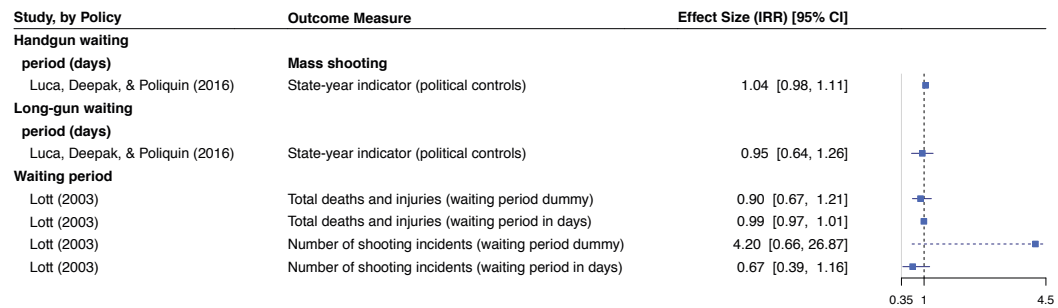 Study, by Policy Outcome Measure Effect Size (IRR) [95% CI]
Handgun waiting
period (days) Mass shooting
Luca, Deepak, & Poliquin (2016) State-year indicator (political controls) 1.04 [0.98, 1.11]
Long-gun waiting
period (days)
Luca, Deepak, & Poliquin (2016) State-year indicator (political controls) 0.95 [0.64, 1.26]
Waiting period
Lott (2003) Total deaths and injuries (waiting period dummy) 0.90 [0.67, 1.21]
Lott (2003) Total deaths and injuries (waiting period in days) 0.99 [0.97, 1.01]
Lott (2003) Number of shooting incidents (waiting period dummy) 4.20 [0.66, 26.87]
Lott (2003) Number of shooting incidents (waiting period in days) 0.67 [0.39, 1.16]
0.35 1 4.5